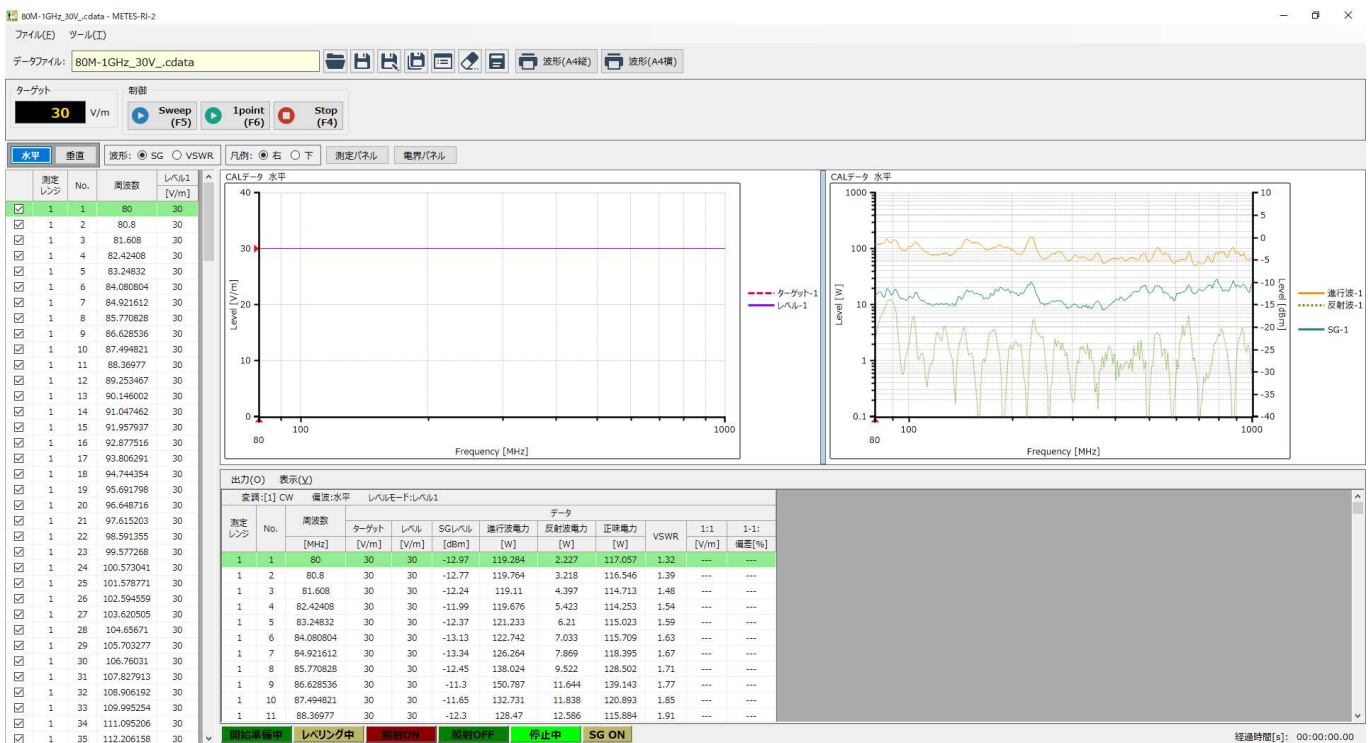 80M-1GHz_30V_.cdata - METES-RI-2
ファイル(F) ツール(T)
データファイル: 80M-1GHz_30V_.cdata 波形(A4縦) 波形(A4横)
ターゲット 制御
30 V/m Sweep (F5) 1point (F6) Stop (F4)
水平 垂直 波形: SG VSWR 凡例: 右 下 測定パネル 電界パネル
測定レンジ No. 周波数 レベル1 [V/m]
1 1 80 30
1 2 80.8 30
1 3 81.608 30
1 4 82.42408 30
1 5 83.24832 30
1 6 84.080804 30
1 7 84.921612 30
1 8 85.770828 30
1 9 86.628536 30
1 10 87.494821 30
1 11 88.36977 30
1 12 89.253467 30
1 13 90.146002 30
1 14 91.047462 30
1 15 91.957937 30
1 16 92.877516 30
1 17 93.806291 30
1 18 94.744354 30
1 19 95.691798 30
1 20 96.648716 30
1 21 97.615203 30
1 22 98.591355 30
1 23 99.577268 30
1 24 100.573041 30
1 25 101.578771 30
1 26 102.594559 30
1 27 103.620505 30
1 28 104.65671 30
1 29 105.703277 30
1 30 106.76031 30
1 31 107.827913 30
1 32 108.906192 30
1 33 109.995254 30
1 34 111.095206 30
1 35 112.206158 30
CALデータ 水平
40
30
20
10
0
Level [V/m]
80 100 1000
Frequency [MHz]
ターゲット-1
レベル-1
CALデータ 水平
1000
100
10
1
0.1
Level [W]
10
5
0
-5
-10
-15
-20
-25
-30
-35
-40
Level [dBm]
80 100 1000
Frequency [MHz]
進行波-1
反射波-1
SG-1
出力(O) 表示(V)
変調:[1] CW 偏波:水平 レベルモード:レベル1
データ
測定レンジ No. 周波数 ターゲット レベル SGレベル 進行波電力 反射波電力 正味電力 VSWR 1:1 1-1:
[MHz] [V/m] [V/m] [dBm] [W] [W] [W] [V/m] 偏差[%]
1 1 80 30 30 -12.97 119.284 2.227 117.057 1.32 --- ---
1 2 80.8 30 30 -12.77 119.764 3.218 116.546 1.39 --- ---
1 3 81.608 30 30 -12.24 119.11 4.397 114.713 1.48 --- ---
1 4 82.42408 30 30 -11.99 119.676 5.423 114.253 1.54 --- ---
1 5 83.24832 30 30 -12.37 121.233 6.21 115.023 1.59 --- ---
1 6 84.080804 30 30 -13.13 122.742 7.033 115.709 1.63 --- ---
1 7 84.921612 30 30 -13.34 126.264 7.869 118.395 1.67 --- ---
1 8 85.770828 30 30 -12.45 138.024 9.522 128.502 1.71 --- ---
1 9 86.628536 30 30 -11.3 150.787 11.644 139.143 1.77 --- ---
1 10 87.494821 30 30 -11.65 132.731 11.838 120.893 1.85 --- ---
1 11 88.36977 30 30 -12.3 128.47 12.586 115.884 1.91 --- ---
開始準備中 レベリング中 照射ON 照射OFF 停止中 SG ON
経過時間[s]: 00:00:00.00